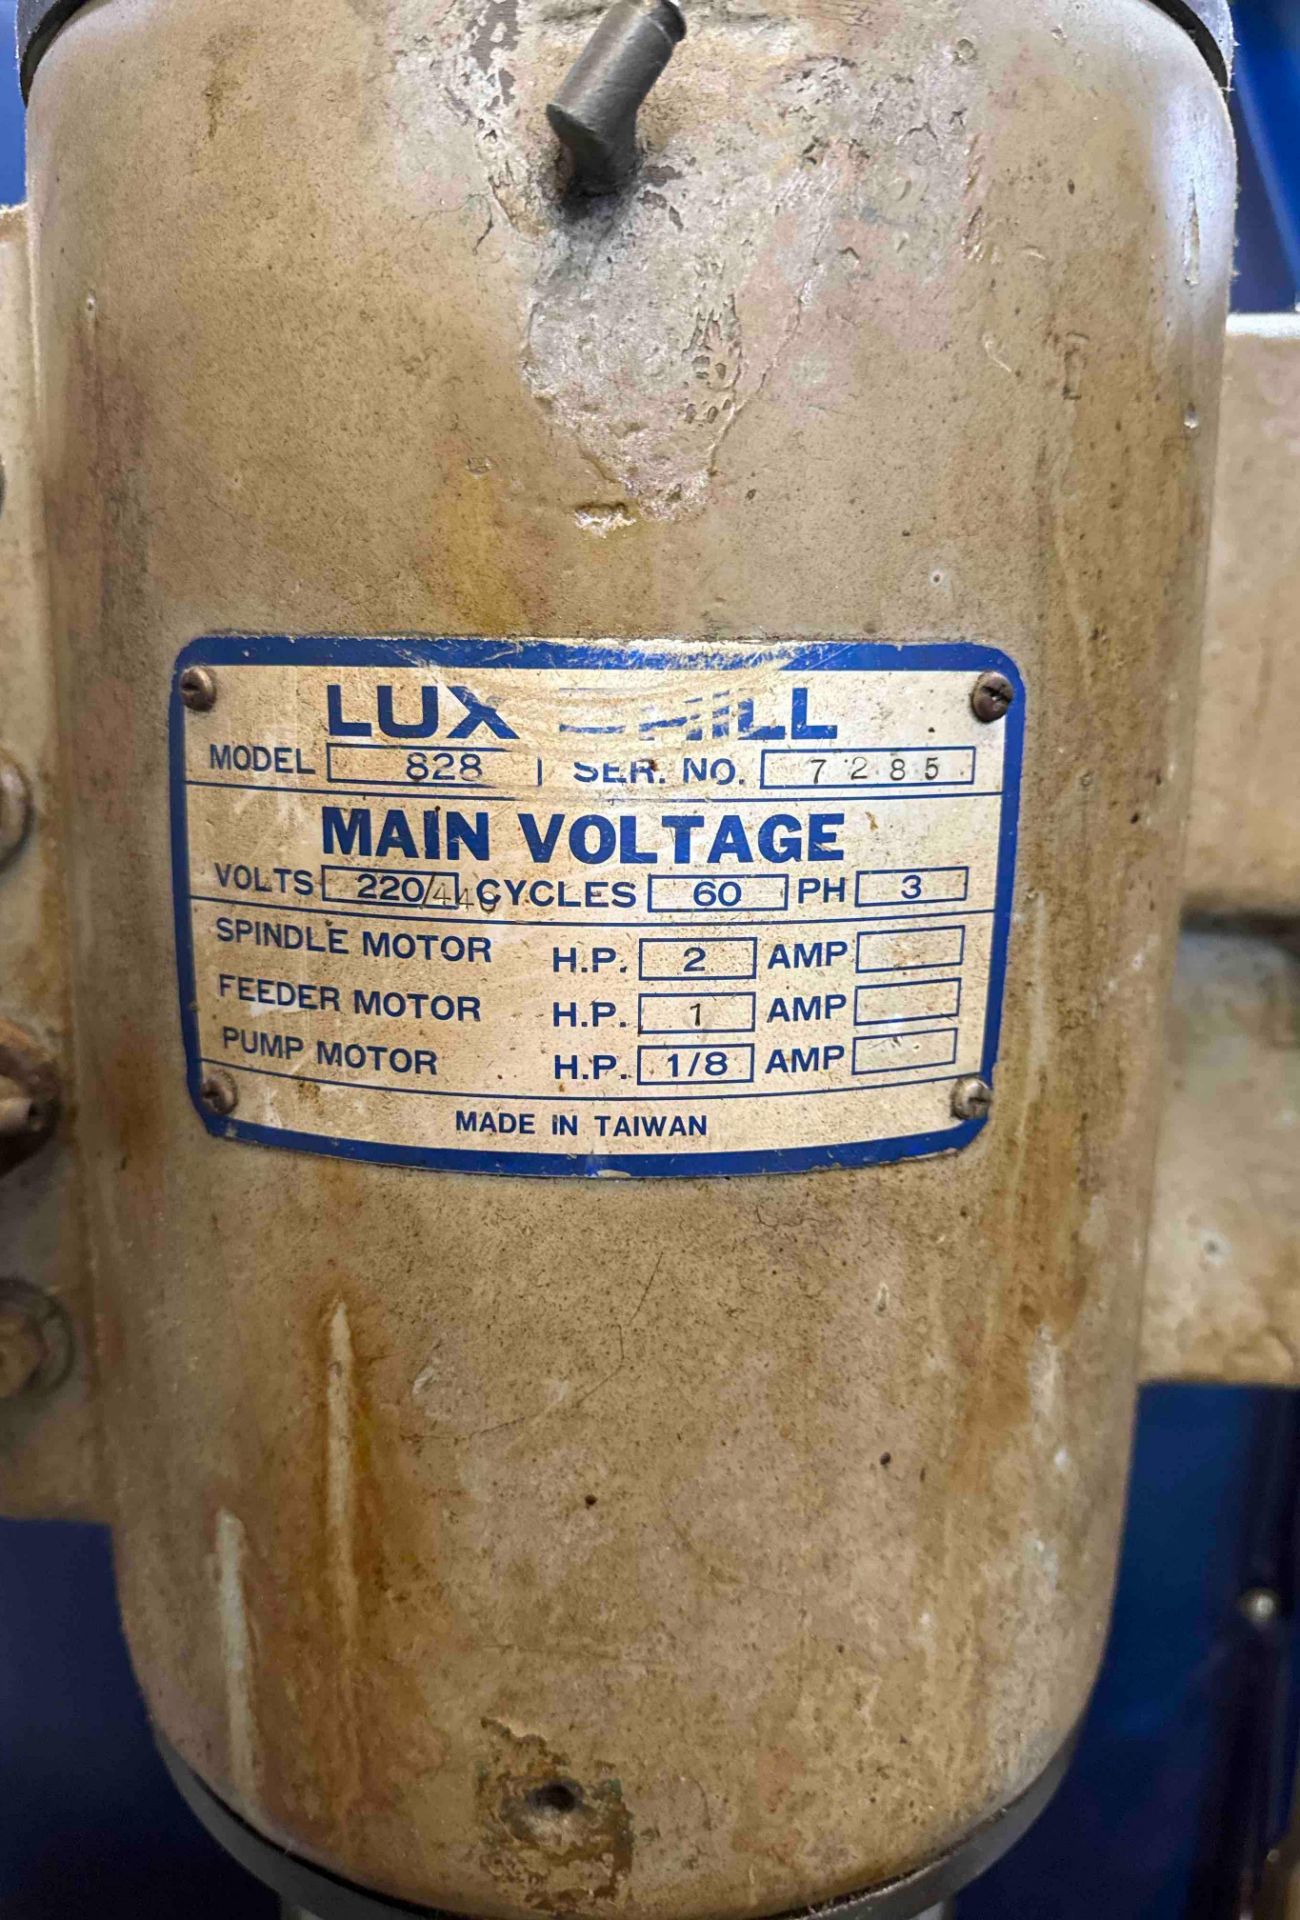 LUX MILL
MODEL 828 SER. NO. 7285
MAIN VOLTAGE
VOLTS 220/440 CYCLES 60 PH 3
SPINDLE MOTOR H.P. 2 AMP
FEEDER MOTOR H.P. 1 AMP
PUMP MOTOR H.P. 1/8 AMP
MADE IN TAIWAN